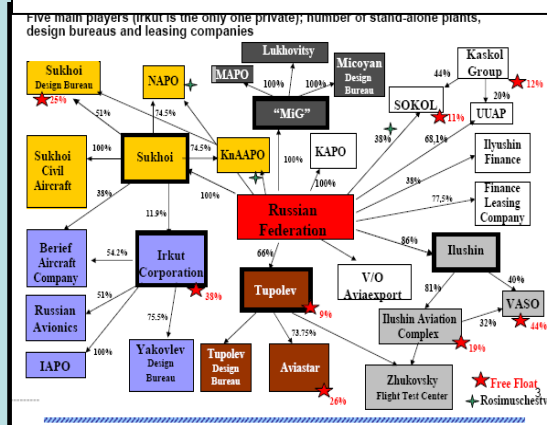 Five main players (Irkut is the only one private); number of stand-alone plants,
design bureaus and leasing companies
Lukhovitsy
MAPO
100%
100%
Micoyan
Design
Bureau
100%
"MiG"
Kaskol
Group
44%
12%
20%
SOKOL
11%
UUAP
Sukhoi
Design Bureau
25%
NAPO
51%
74.5%
Sukhoi
Civil
Aircraft
100%
Sukhoi
74.5%
KnAAPO
100%
KAPO
100%
38%
68,1%
Ilyushin
Finance
38%
Finance
Leasing
Company
77,5%
100%
Russian
Federation
38%
11.9%
86%
Ilushin
Berief
Aircraft
Company
54.2%
Irkut
Corporation
38%
66%
Tupolev
9%
V/O
Aviaexport
81%
40%
VASO
44%
Russian
Avionics
51%
75.5%
Ilushin Aviation
Complex
32%
19%
IAPO
100%
Yakovlev
Design
Bureau
Tupolev
Design
Bureau
73.75%
Aviastar
26%
Zhukovsky
Flight Test Center
Free Float
3
Rosimuschestv